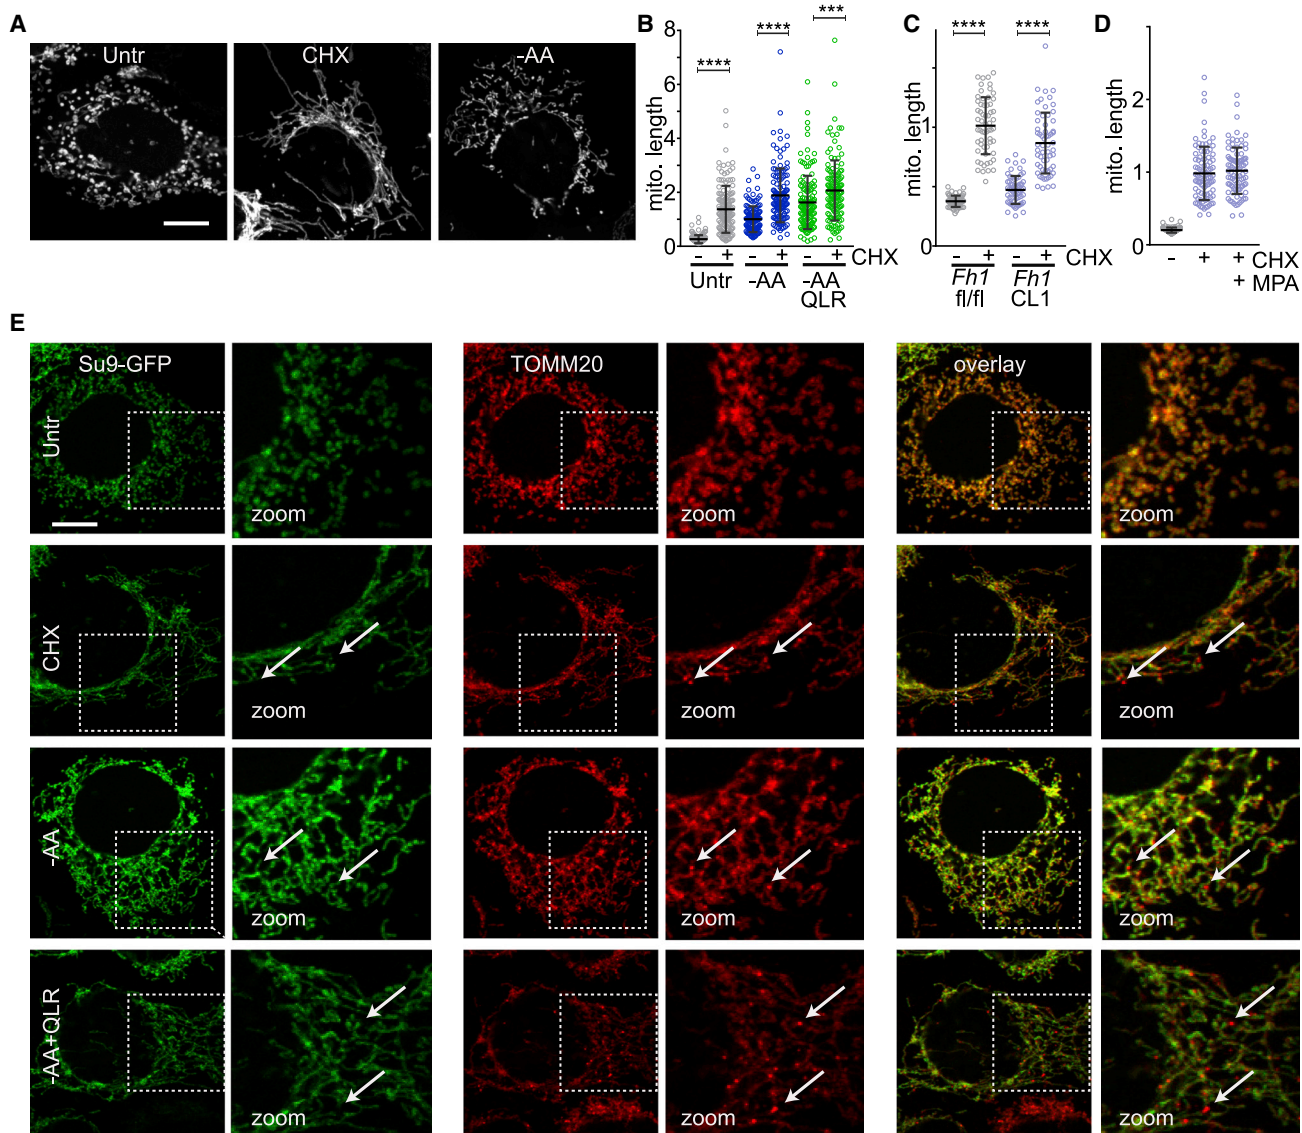 A
Untr
CHX
-AA
B
mito. length
8
6
4
2
0
****
****
***
- + - + - + CHX
Untr
-AA
-AA
QLR
C
mito. length
1
0
****
****
- + - + CHX
Fh1
fl/fl
Fh1
CL1
D
mito. length
2
1
0
- + + CHX
+ MPA
E
Su9-GFP
TOMM20
overlay
Untr
zoom
zoom
zoom
CHX
zoom
zoom
zoom
-AA
zoom
zoom
zoom
-AA+QLR
zoom
zoom
zoom